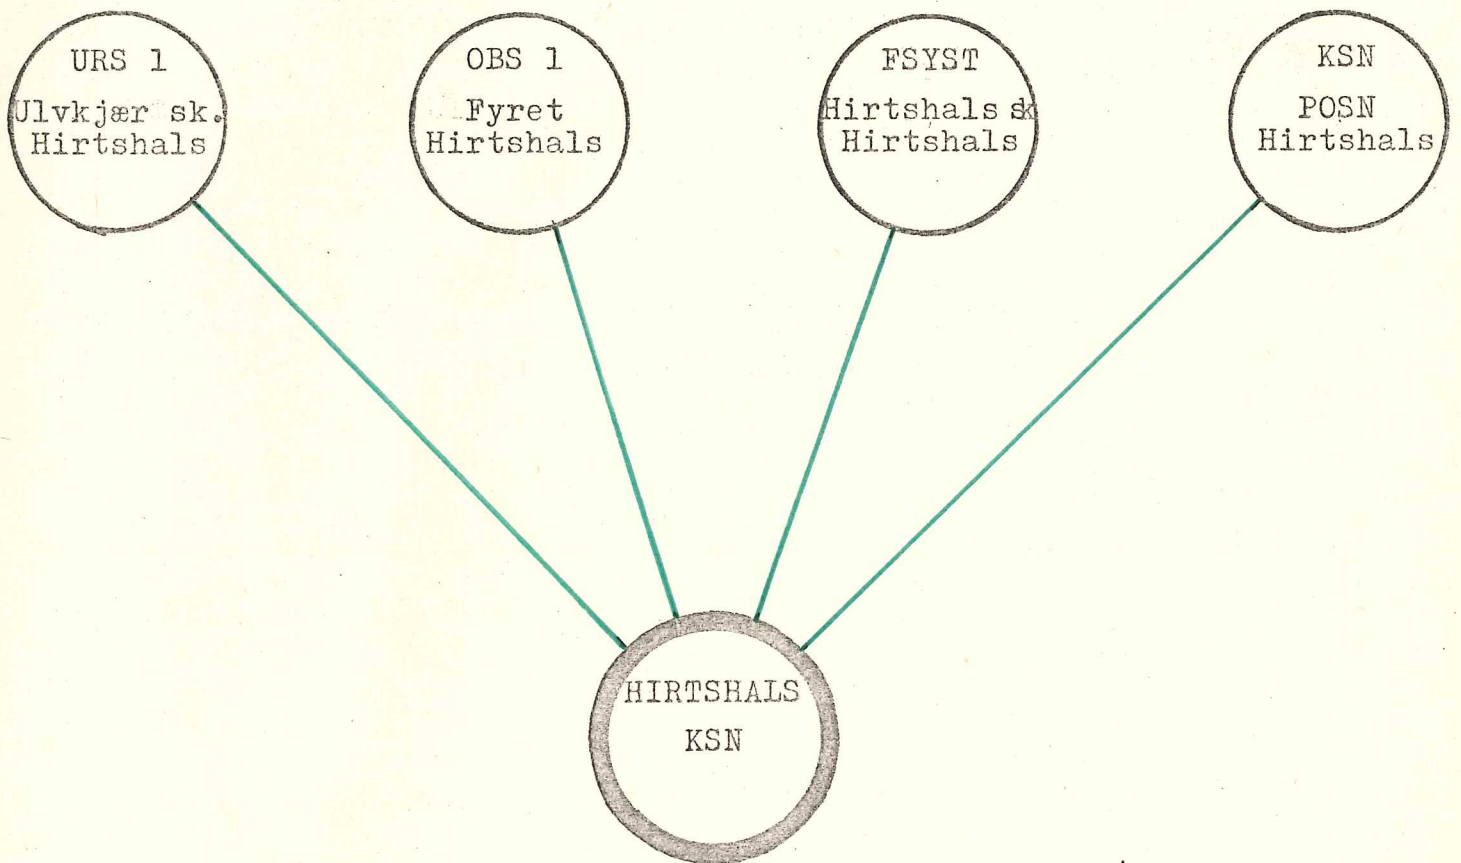 URS 1
Ulvkjær sk.
Hirtshals
OBS 1
Fyret
Hirtshals
FSYST
Hirtshals sk
Hirtshals
KSN
POSN
Hirtshals
HIRTSHALS
KSN